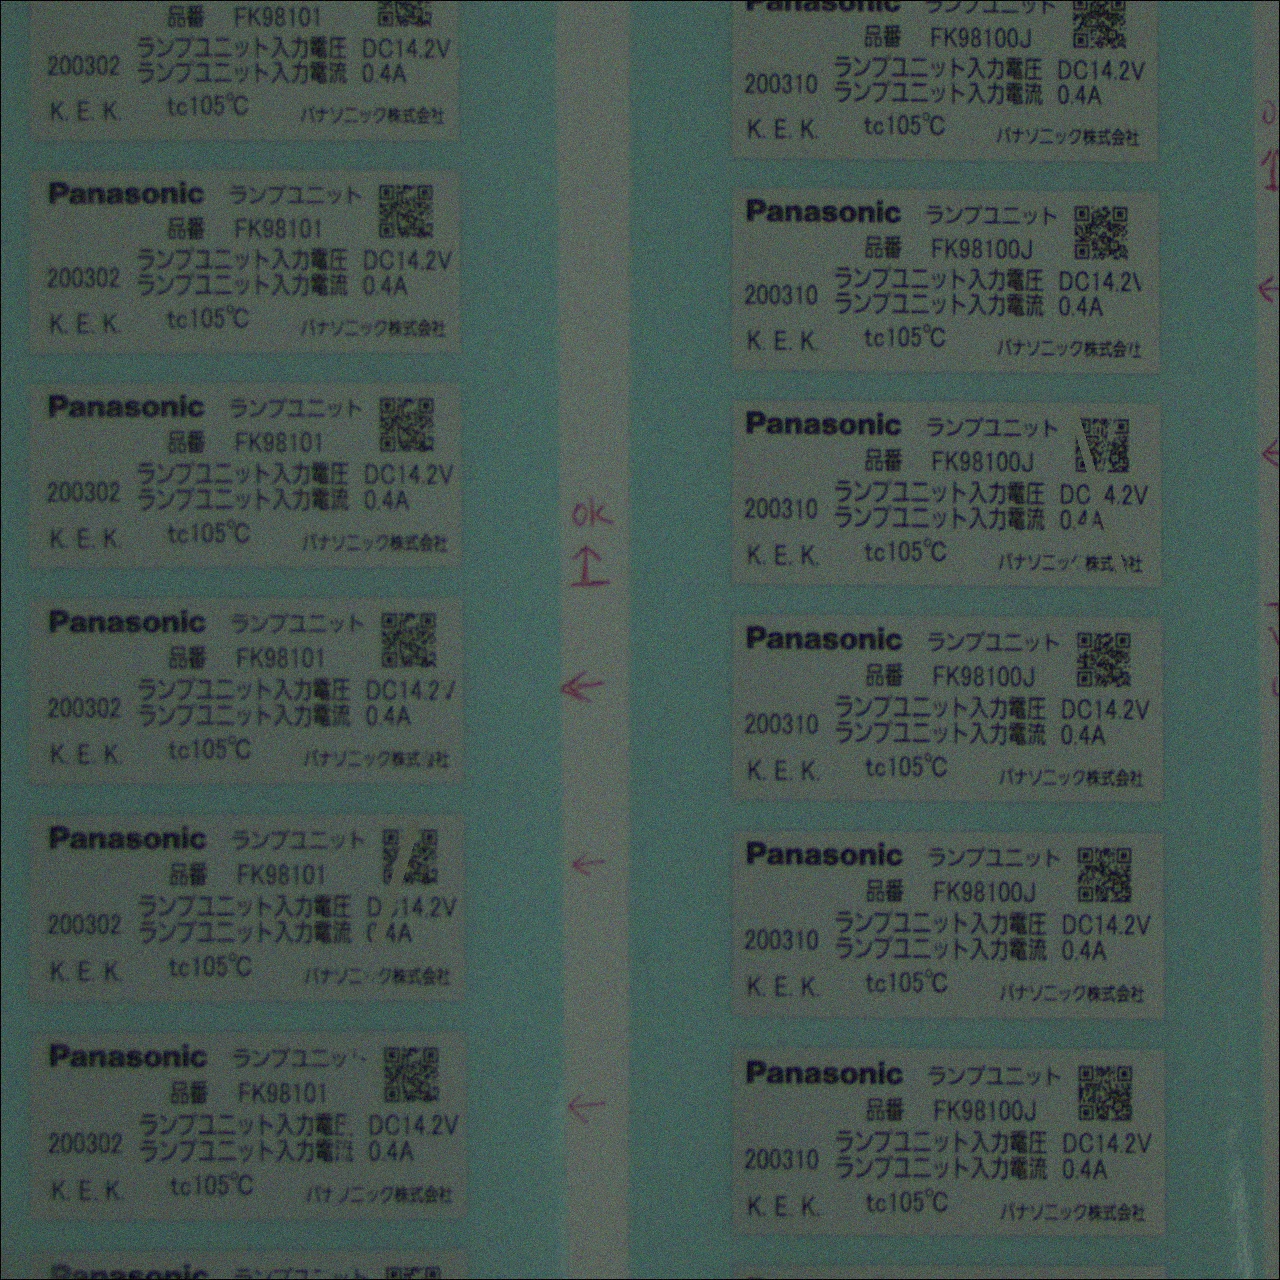 品番 FK98101
ランプユニット入力電圧 DC14.2V
200302 ランプユニット入力電流 0.4A
K.E.K. tc105℃ パナソニック株式会社
Panasonic ランプユニット
品番 FK98101
ランプユニット入力電圧 DC14.2V
200302 ランプユニット入力電流 0.4A
K.E.K. tc105℃ パナソニック株式会社
Panasonic ランプユニット
品番 FK98101
ランプユニット入力電圧 DC14.2V
200302 ランプユニット入力電流 0.4A
K.E.K. tc105℃ パナソニック株式会社
Panasonic ランプユニット
品番 FK98101
ランプユニット入力電圧 DC14.2
200302 ランプユニット入力電流 0.4A
K.E.K. tc105℃ パナソニック株式 社
Panasonic ランプユニット
品番 FK98101
ランプユニット入力電圧 D 14.2V
200302 ランプユニット入力電流 4A
K.E.K. tc105℃ パナソニ ク株式会社
Panasonic ランプユニッ
品番 FK98101
ランプユニット入力電圧 DC14.2V
200302 ランプユニット入力電 0.4A
K.E.K. tc105℃ パナソニック株式会社
Panasonic ランプユニット
OK
Panasonic ランプユニット
品番 FK98100J
ランプユニット入力電圧 DC14.2V
200310 ランプユニット入力電流 0.4A
K.E.K. tc105℃ パナソニック株式会社
Panasonic ランプユニット
品番 FK98100J
ランプユニット入力電圧 DC14.2
200310 ランプユニット入力電流 0.4A
K.E.K. tc105℃ パナソニック株式会社
Panasonic ランプユニット
品番 FK98100J
ランプユニット入力電圧 DC 4.2V
200310 ランプユニット入力電流 0.4A
K.E.K. tc105℃ パナソニッ 株式 社
Panasonic ランプユニット
品番 FK98100J
ランプユニット入力電圧 DC14.2V
200310 ランプユニット入力電流 0.4A
K.E.K. tc105℃ パナソニック株式会社
Panasonic ランプユニット
品番 FK98100J
ランプユニット入力電圧 DC14.2V
200310 ランプユニット入力電流 0.4A
K.E.K. tc105℃ パナソニック株式会社
Panasonic ランプユニット
品番 FK98100J
ランプユニット入力電圧 DC14.2V
200310 ランプユニット入力電流 0.4A
K.E.K. tc105℃ パナソニック株式会社